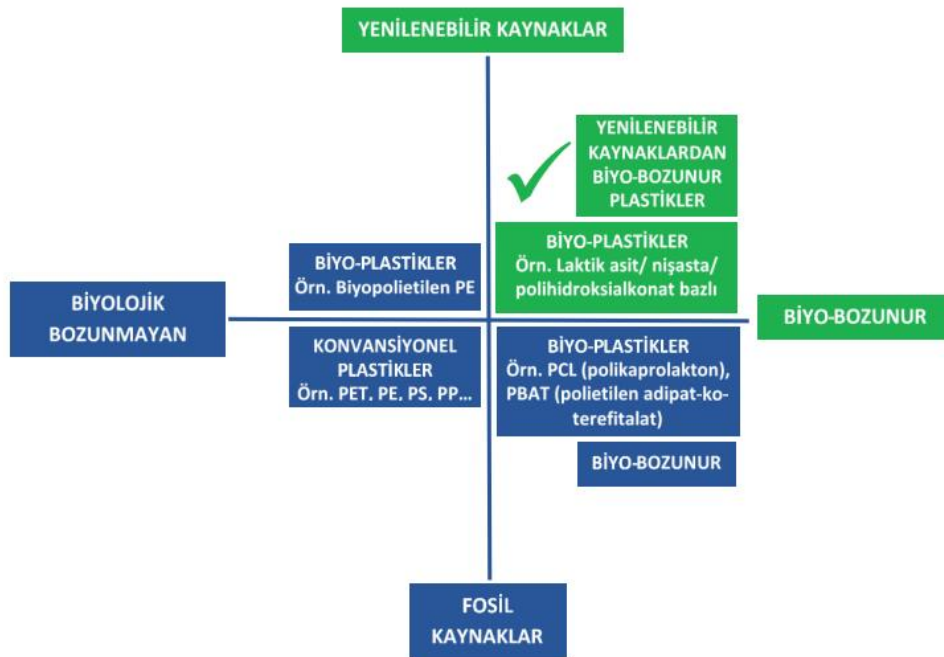 YENİLENEBİLİR KAYNAKLAR
YENİLENEBİLİR
KAYNAKLARDAN
BİYO-BOZUNUR
PLASTİKLER
BİYO-PLASTİKLER
Örn. Biyopolietilen PE
BİYO-PLASTİKLER
Örn. Laktik asit/ nişasta/
polihidroksialkonat bazlı
BİYOLOJİK
BOZUNMAYAN
BİYO-BOZUNUR
KONVANSİYONEL
PLASTİKLER
Örn. PET, PE, PS, PP...
BİYO-PLASTİKLER
Örn. PCL (polikaprolakton),
PBAT (polietilen adipat-ko-
terefitalat)
BİYO-BOZUNUR
FOSİL
KAYNAKLAR